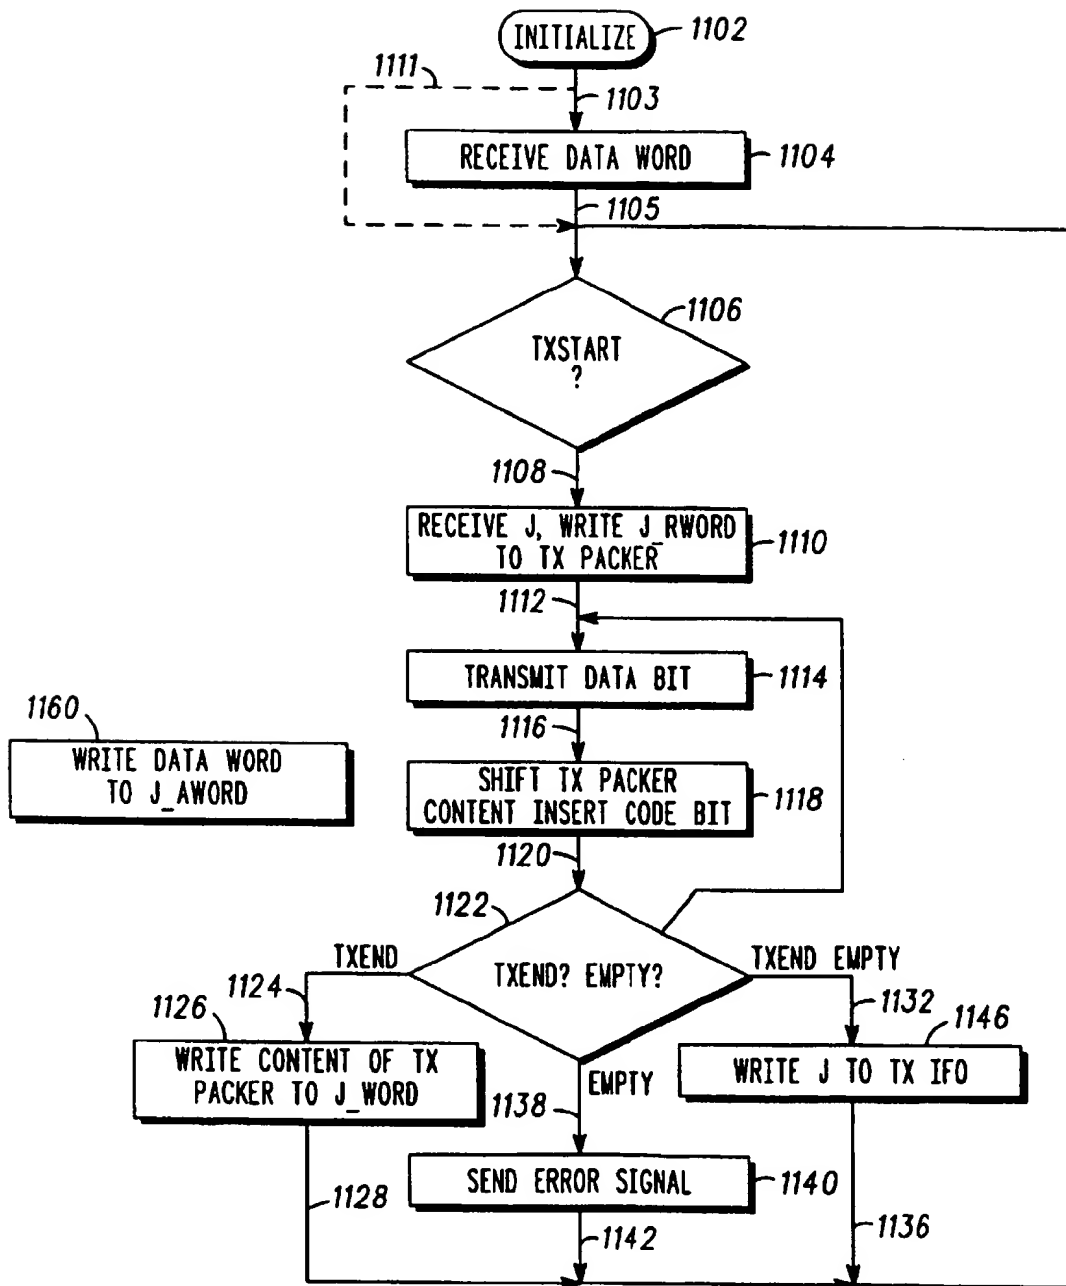 INITIALIZE
1102
1111
1103
RECEIVE DATA WORD
1104
1105
1106
TXSTART
?
1108
RECEIVE J, WRITE J_RWORD
TO TX PACKER
1110
1112
TRANSMIT DATA BIT
1114
1160
WRITE DATA WORD
TO J_AWORD
1116
SHIFT TX PACKER
CONTENT INSERT CODE BIT
1118
1120
1122
TXEND
TXEND? EMPTY?
TXEND EMPTY
1124
1132
1126
1146
WRITE CONTENT OF TX
PACKER TO J_WORD
EMPTY
WRITE J TO TX IFO
1138
SEND ERROR SIGNAL
1140
1128
1142
1136